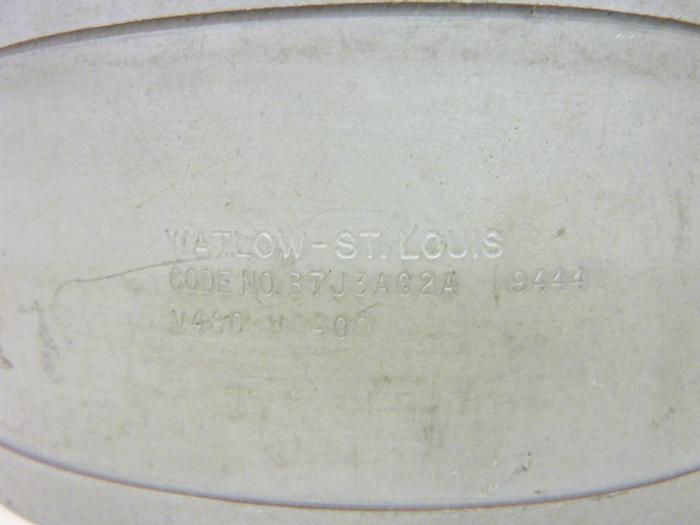 WATLOW-ST. LOUIS
CODE NO. B7J3AG2A 9444
V480 W 400